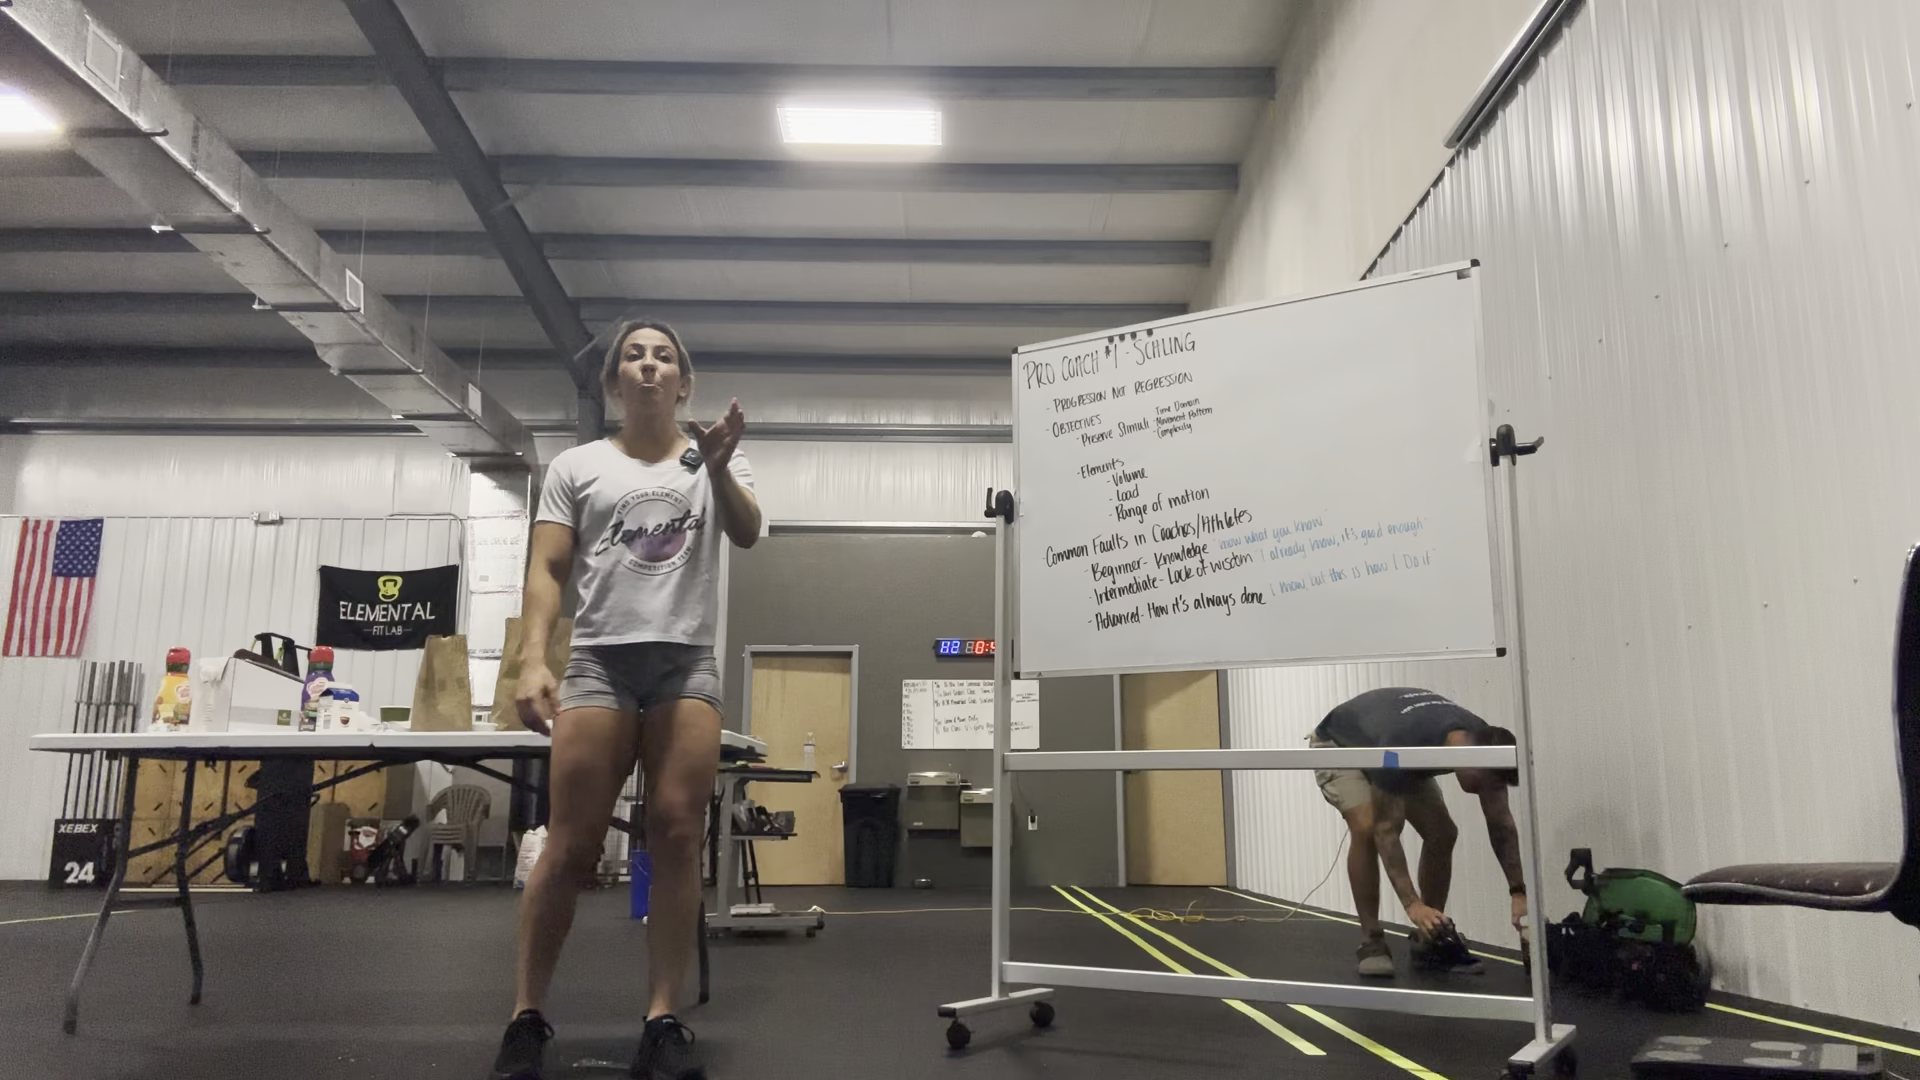 PRO COACH #1 - SCALING
- PROGRESSION NOT REGRESSION
- OBJECTIVES
- Preserve Stimuli - Time Domain
- Movement Pattern
- Complexity
- Elements
- Volume
- Load
- Range of motion
- Common Faults in Coaches/Athletes
- Beginner - Knowledge "know what you know"
- Intermediate - Lack of wisdom "I already know, it's good enough"
- Advanced - How it's always done "I know, but this is how I Do it"
FIND YOUR ELEMENT
Elemental
COMPETITION TEAM
ELEMENTAL
FIT LAB
XEBEX
24